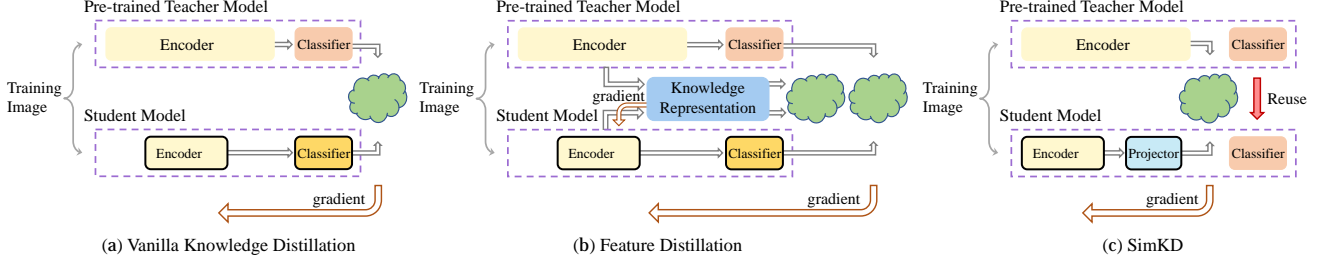 Pre-trained Teacher Model
Encoder
Classifier
Training
Image
Student Model
Encoder
Classifier
gradient
(a) Vanilla Knowledge Distillation
Pre-trained Teacher Model
Encoder
Classifier
Training
Image
gradient
Knowledge
Representation
Student Model
Encoder
Classifier
gradient
(b) Feature Distillation
Pre-trained Teacher Model
Encoder
Classifier
Training
Image
Reuse
Student Model
Encoder
Projector
Classifier
gradient
(c) SimKD